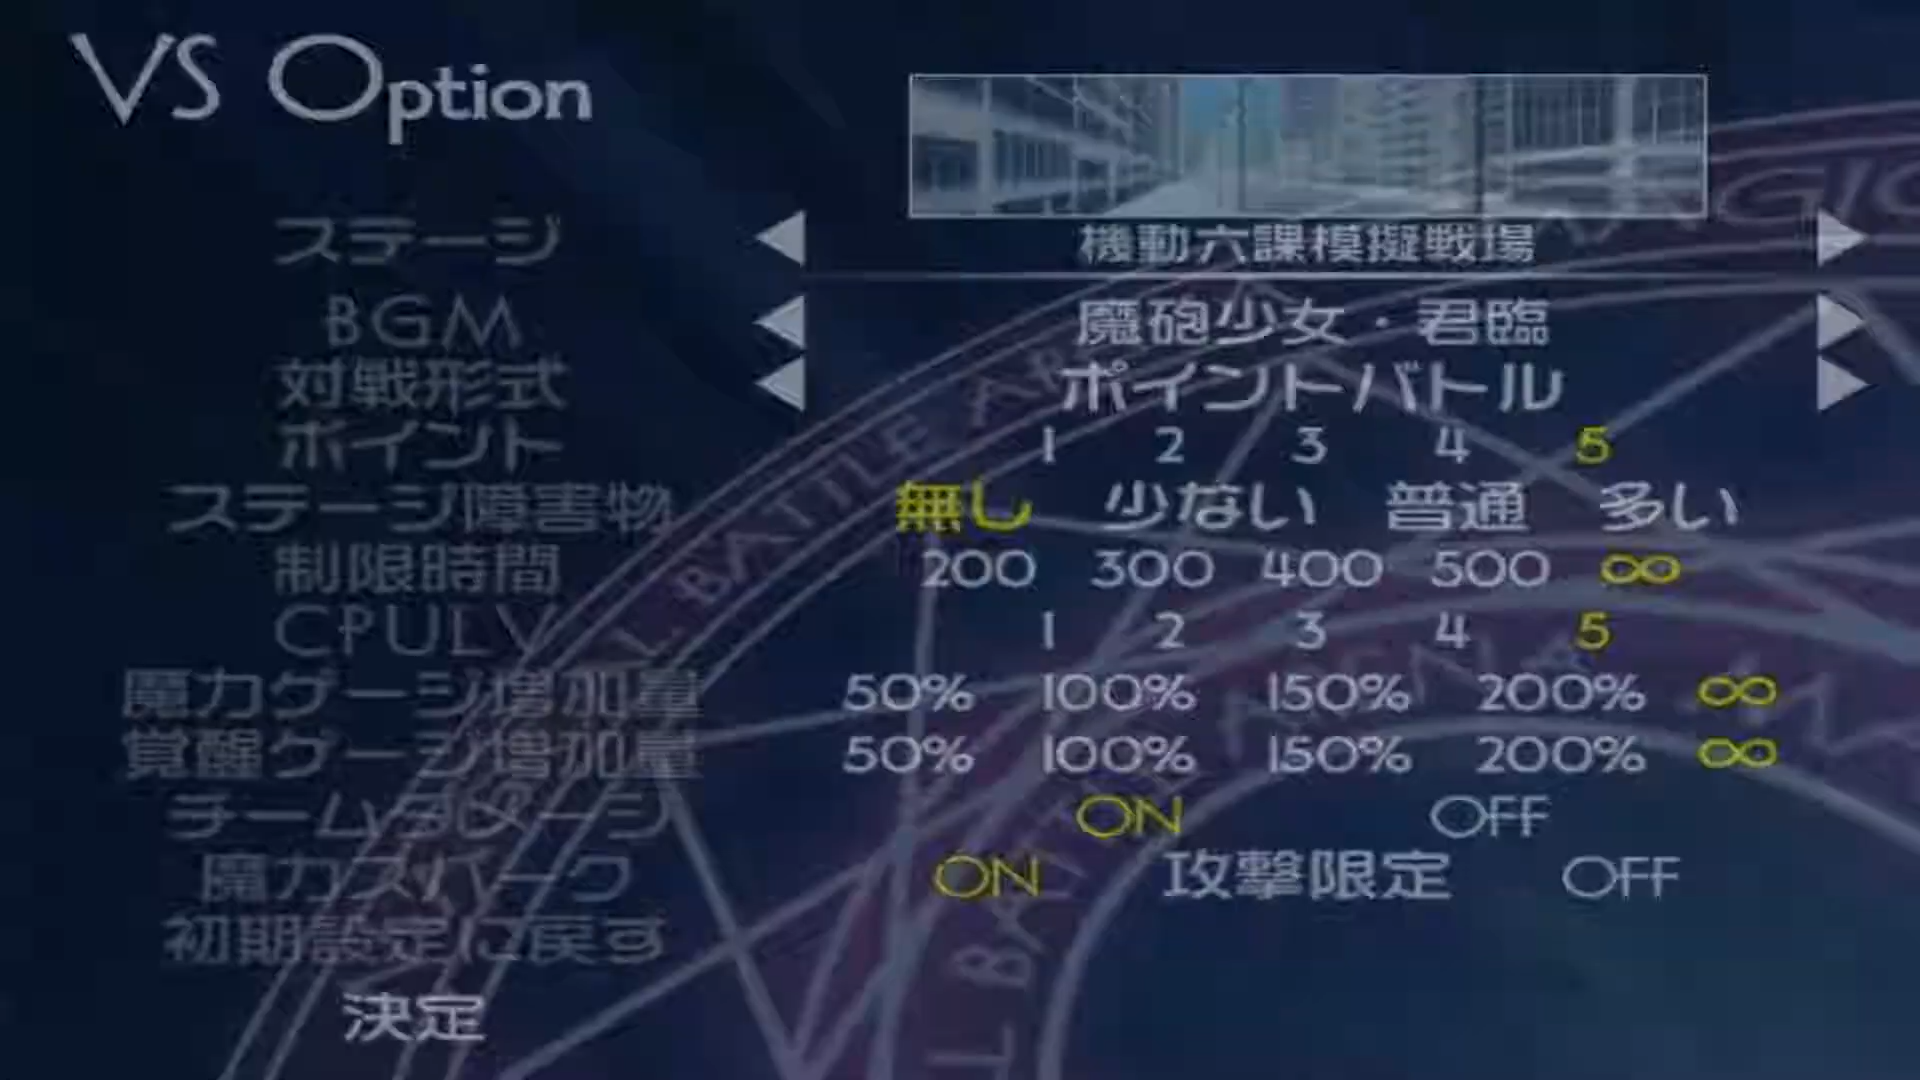 VS Option
ステージ 機動六課模擬戦場
BGM 魔砲少女・君臨
対戦形式 ポイントバトル
ポイント 1 2 3 4 5
ステージ障害物 無し 少ない 普通 多い
制限時間 200 300 400 500 ∞
CPULV 1 2 3 4 5
魔力ゲージ増加量 50% 100% 150% 200% ∞
覚醒ゲージ増加量 50% 100% 150% 200% ∞
チームダメージ ON OFF
魔力スパーク ON 攻撃限定 OFF
初期設定に戻す
決定